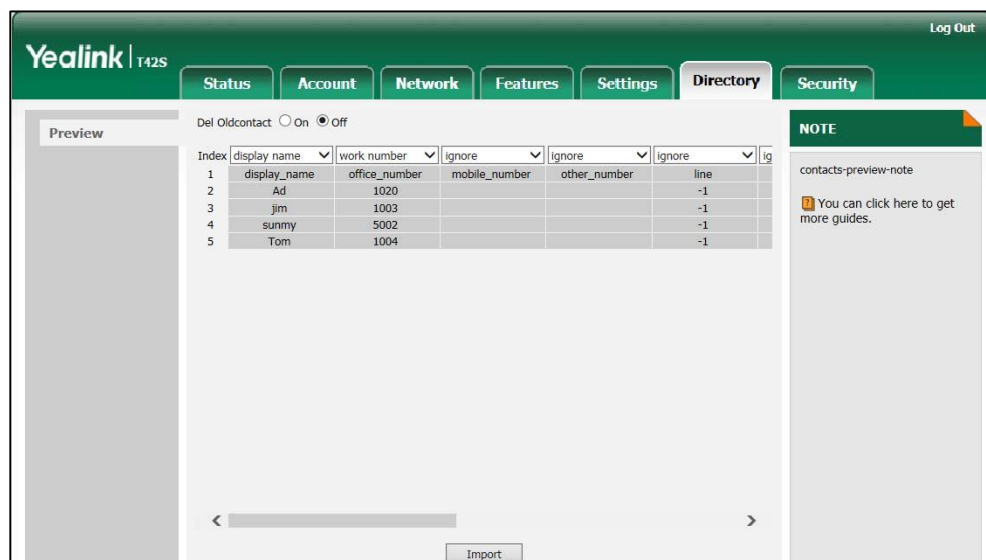 Log Out
Yealink T42S
Status Account Network Features Settings Directory Security
Preview
Del Oldcontact On Off
NOTE
Index display name work number ignore ignore ignore ig
1 display_name office_number mobile_number other_number line
2 Ad 1020 -1
3 jim 1003 -1
4 sunmy 5002 -1
5 Tom 1004 -1
contacts-preview-note
You can click here to get
more guides.
Import